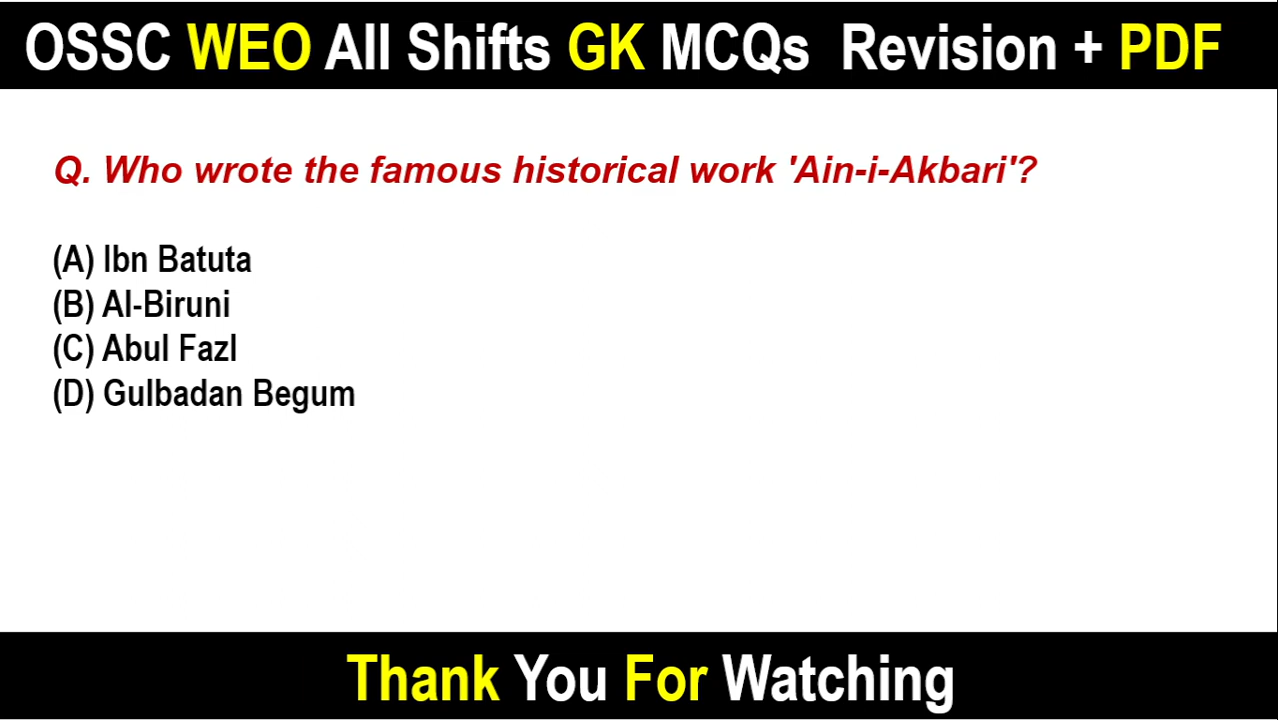 OSSC WEO All Shifts GK MCQs Revision + PDF
Q. Who wrote the famous historical work 'Ain-i-Akbari'?
(A) Ibn Batuta
(B) Al-Biruni
(C) Abul Fazl
(D) Gulbadan Begum
Thank You For Watching